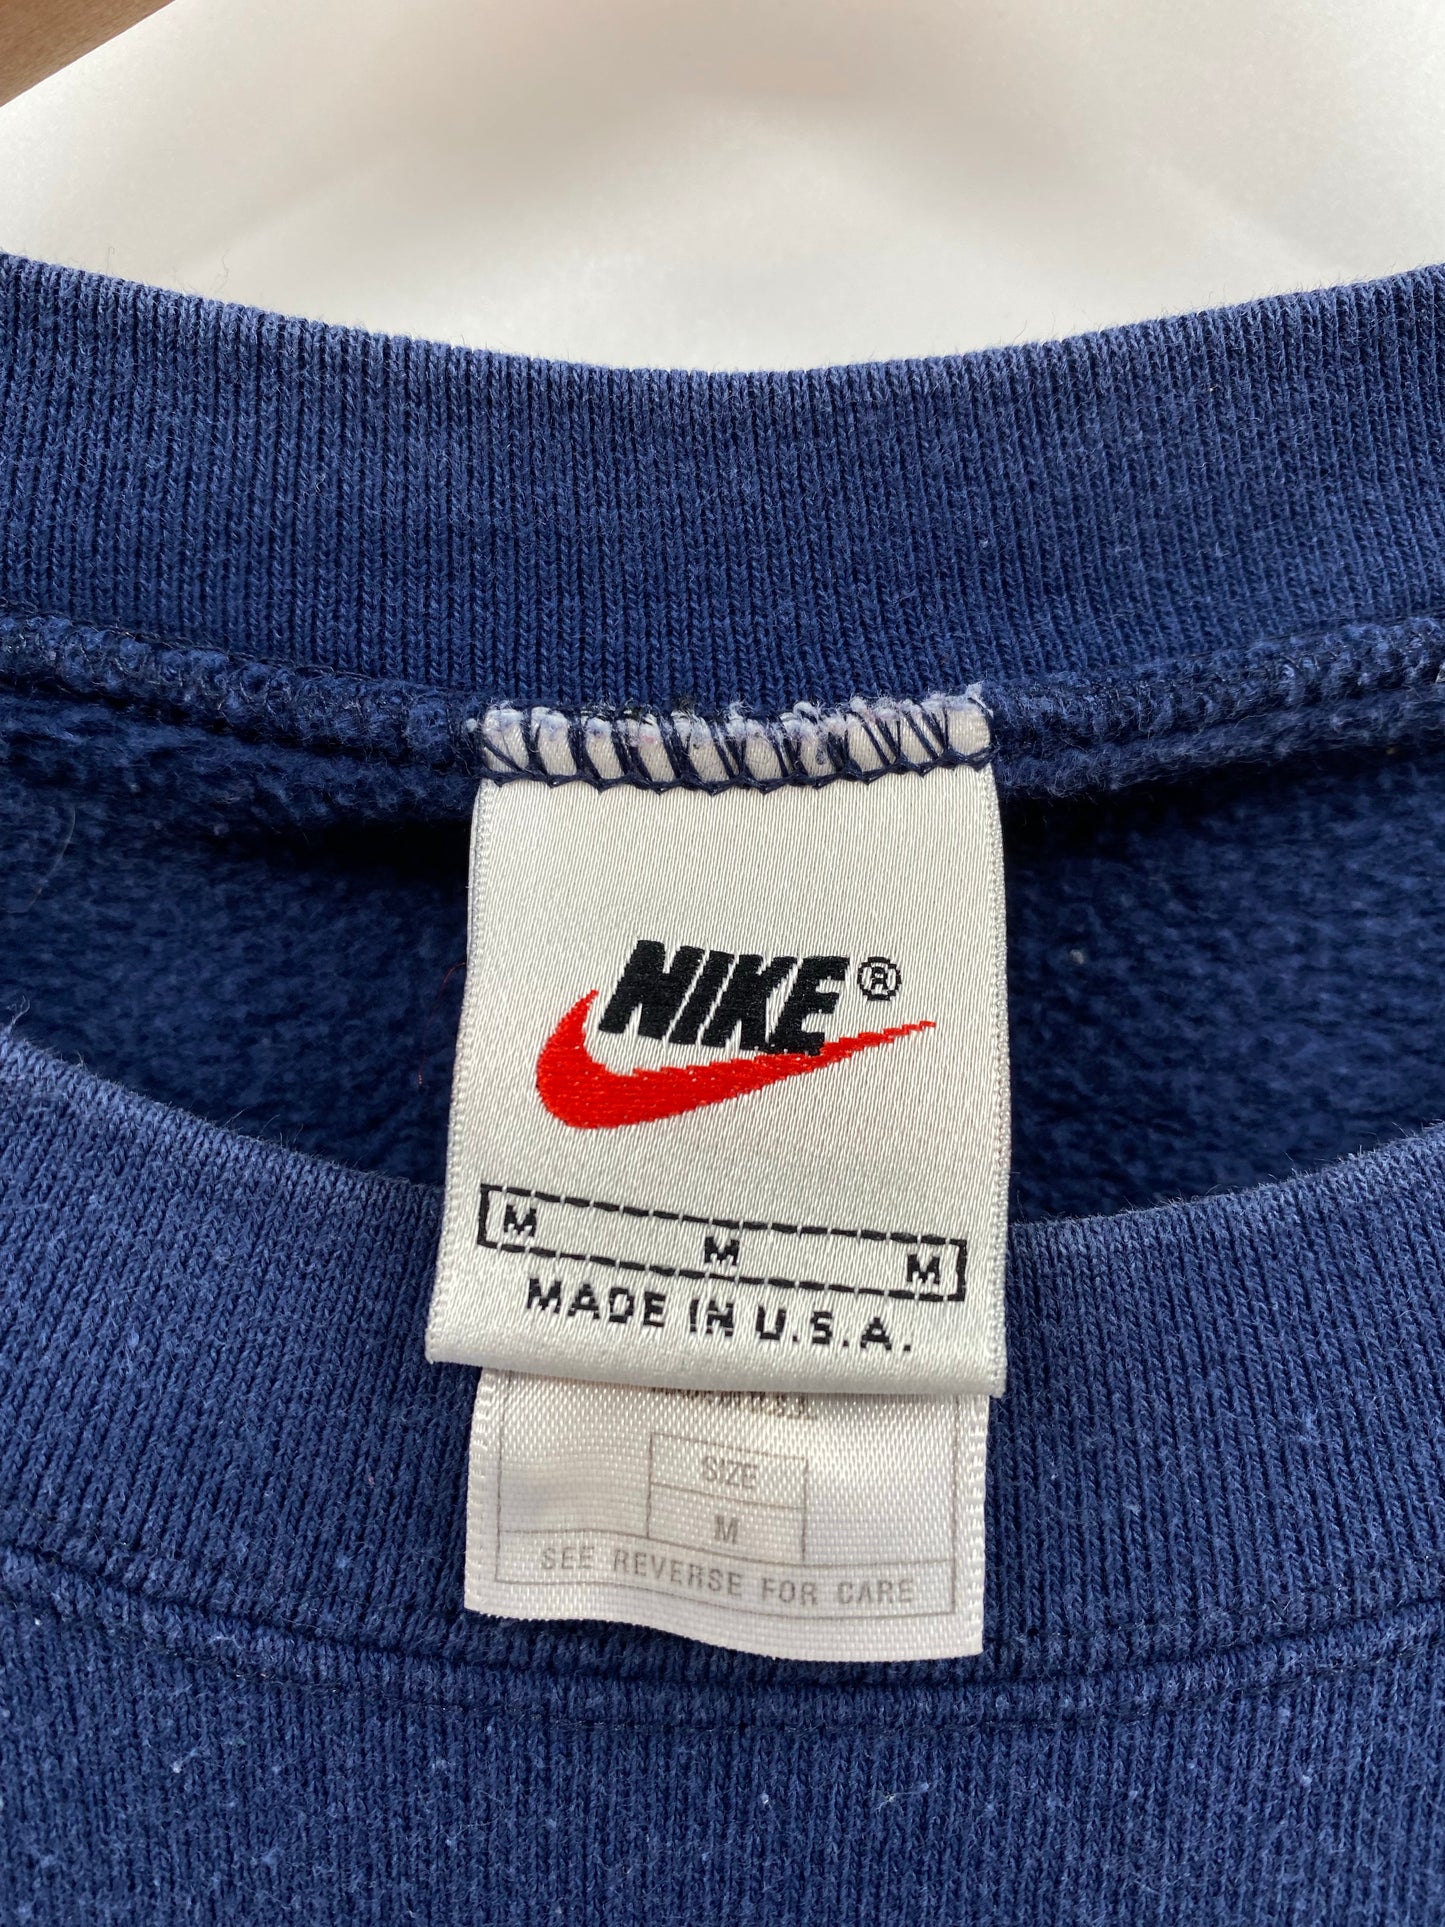 NIKE®
M M M
MADE IN U.S.A.
SIZE
M
SEE REVERSE FOR CARE